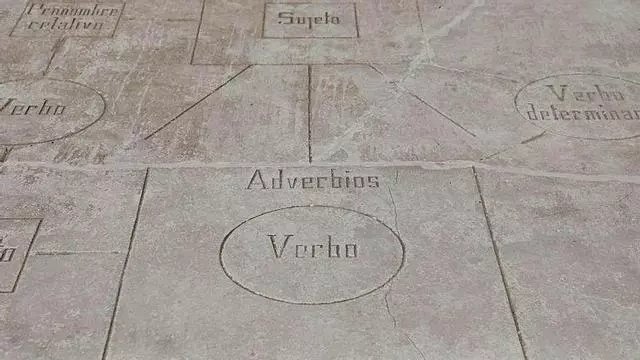 Pronombre
relativo
Sujeto
Verbo
Verbo
determinan
Adverbios
Verbo